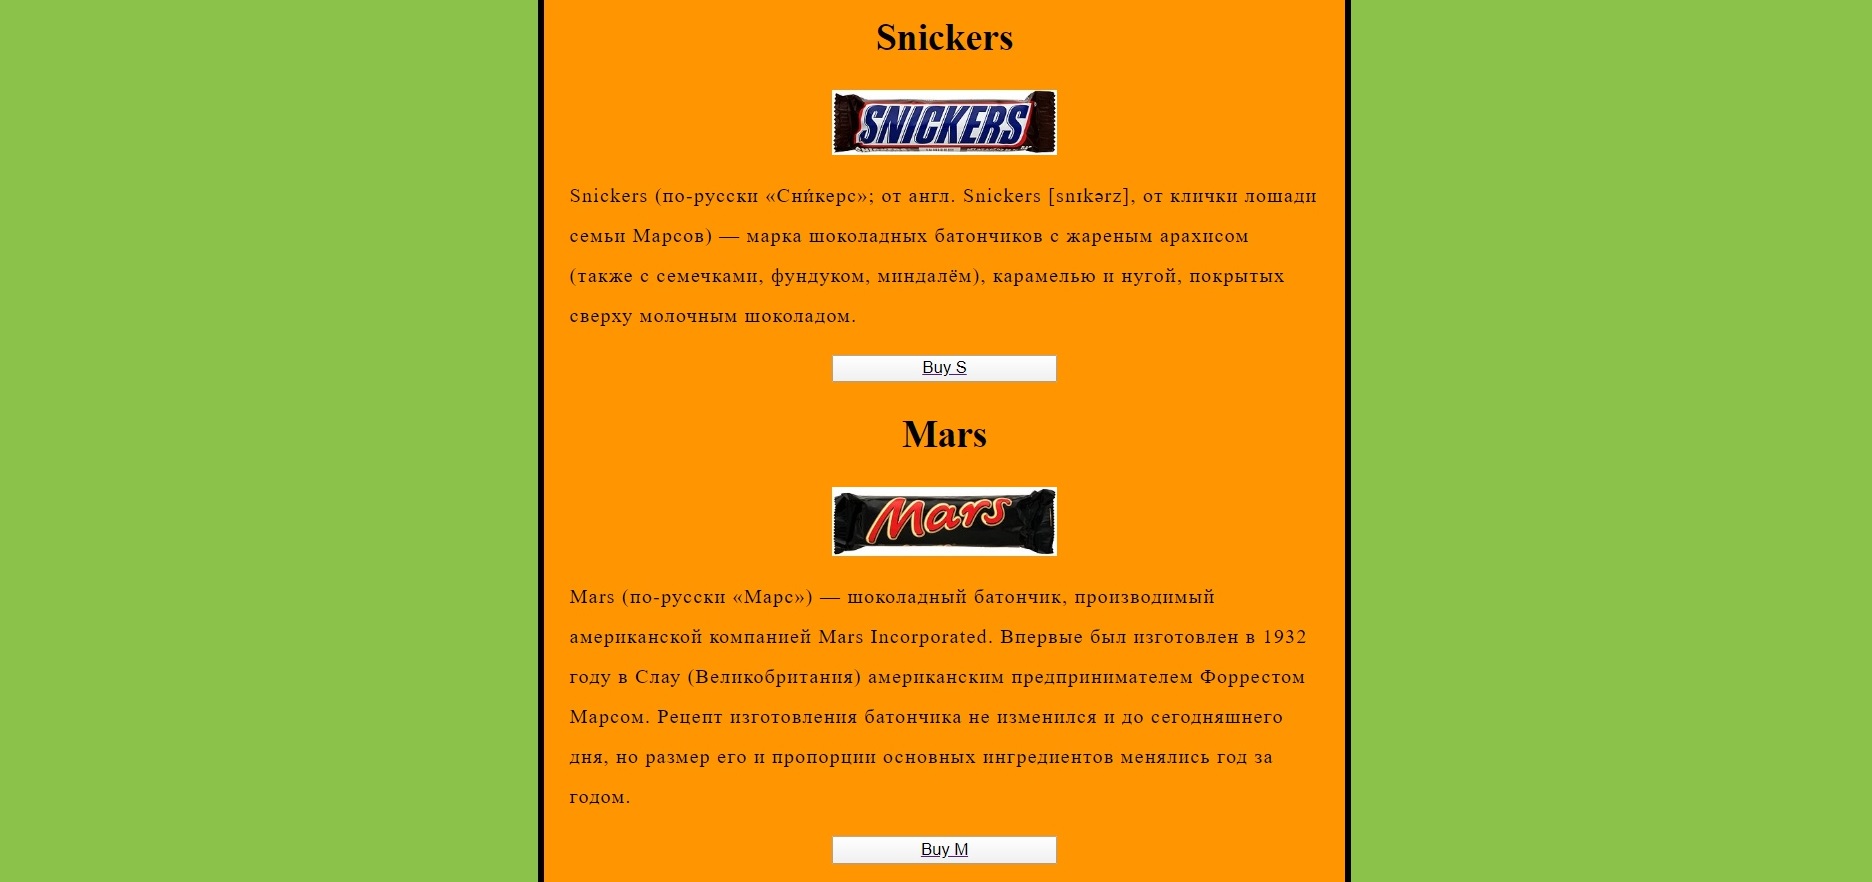 Snickers
SNICKERS
Snickers (по-русски «Сни́керс»; от англ. Snickers [snɪkərz], от клички лошади
семьи Марсов) — марка шоколадных батончиков с жареным арахисом
(также с семечками, фундуком, миндалём), карамелью и нугой, покрытых
сверху молочным шоколадом.
Buy S
Mars
Mars
Mars (по-русски «Марс») — шоколадный батончик, производимый
американской компанией Mars Incorporated. Впервые был изготовлен в 1932
году в Слау (Великобритания) американским предпринимателем Форрестом
Марсом. Рецепт изготовления батончика не изменился и до сегодняшнего
дня, но размер его и пропорции основных ингредиентов менялись год за
годом.
Buy M